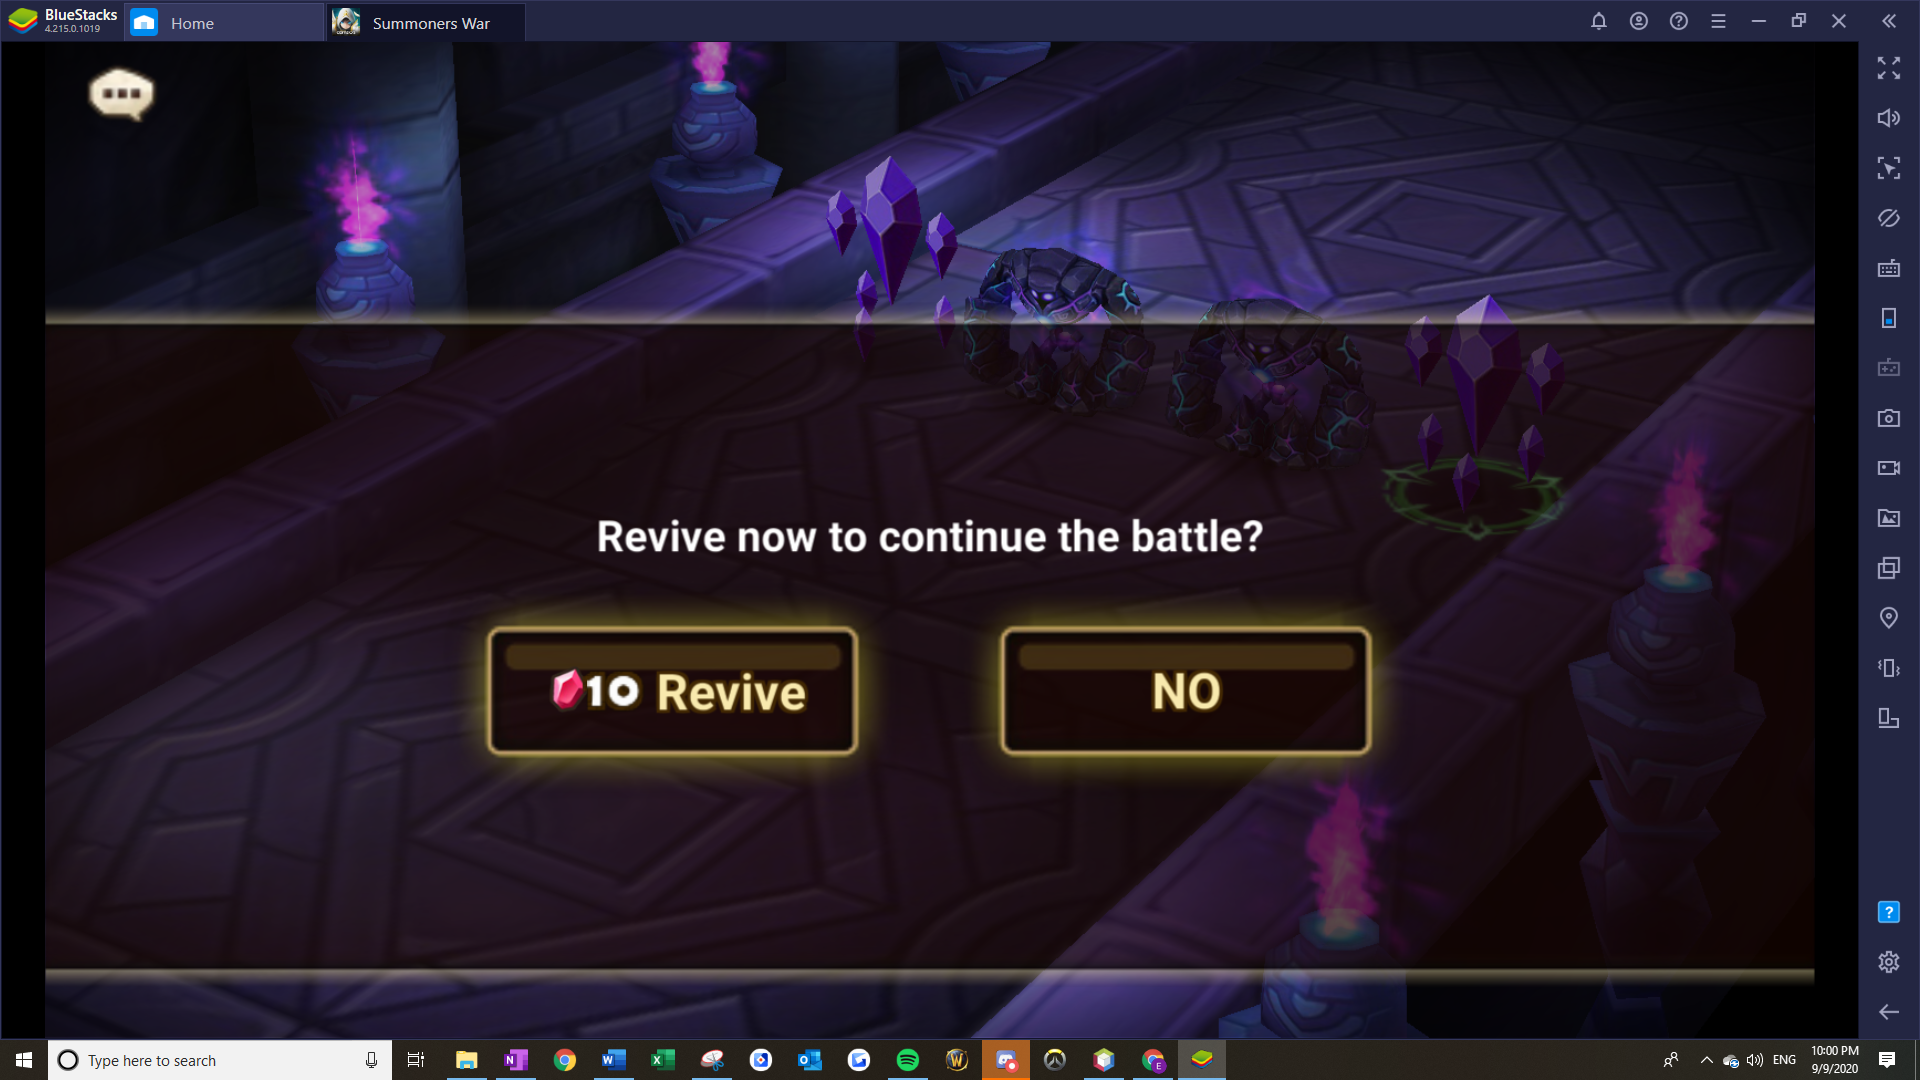 BlueStacks
4.215.0.1019
Home
Summoners War
Revive now to continue the battle?
10 Revive
NO
Type here to search
ENG
10:00 PM
9/9/2020